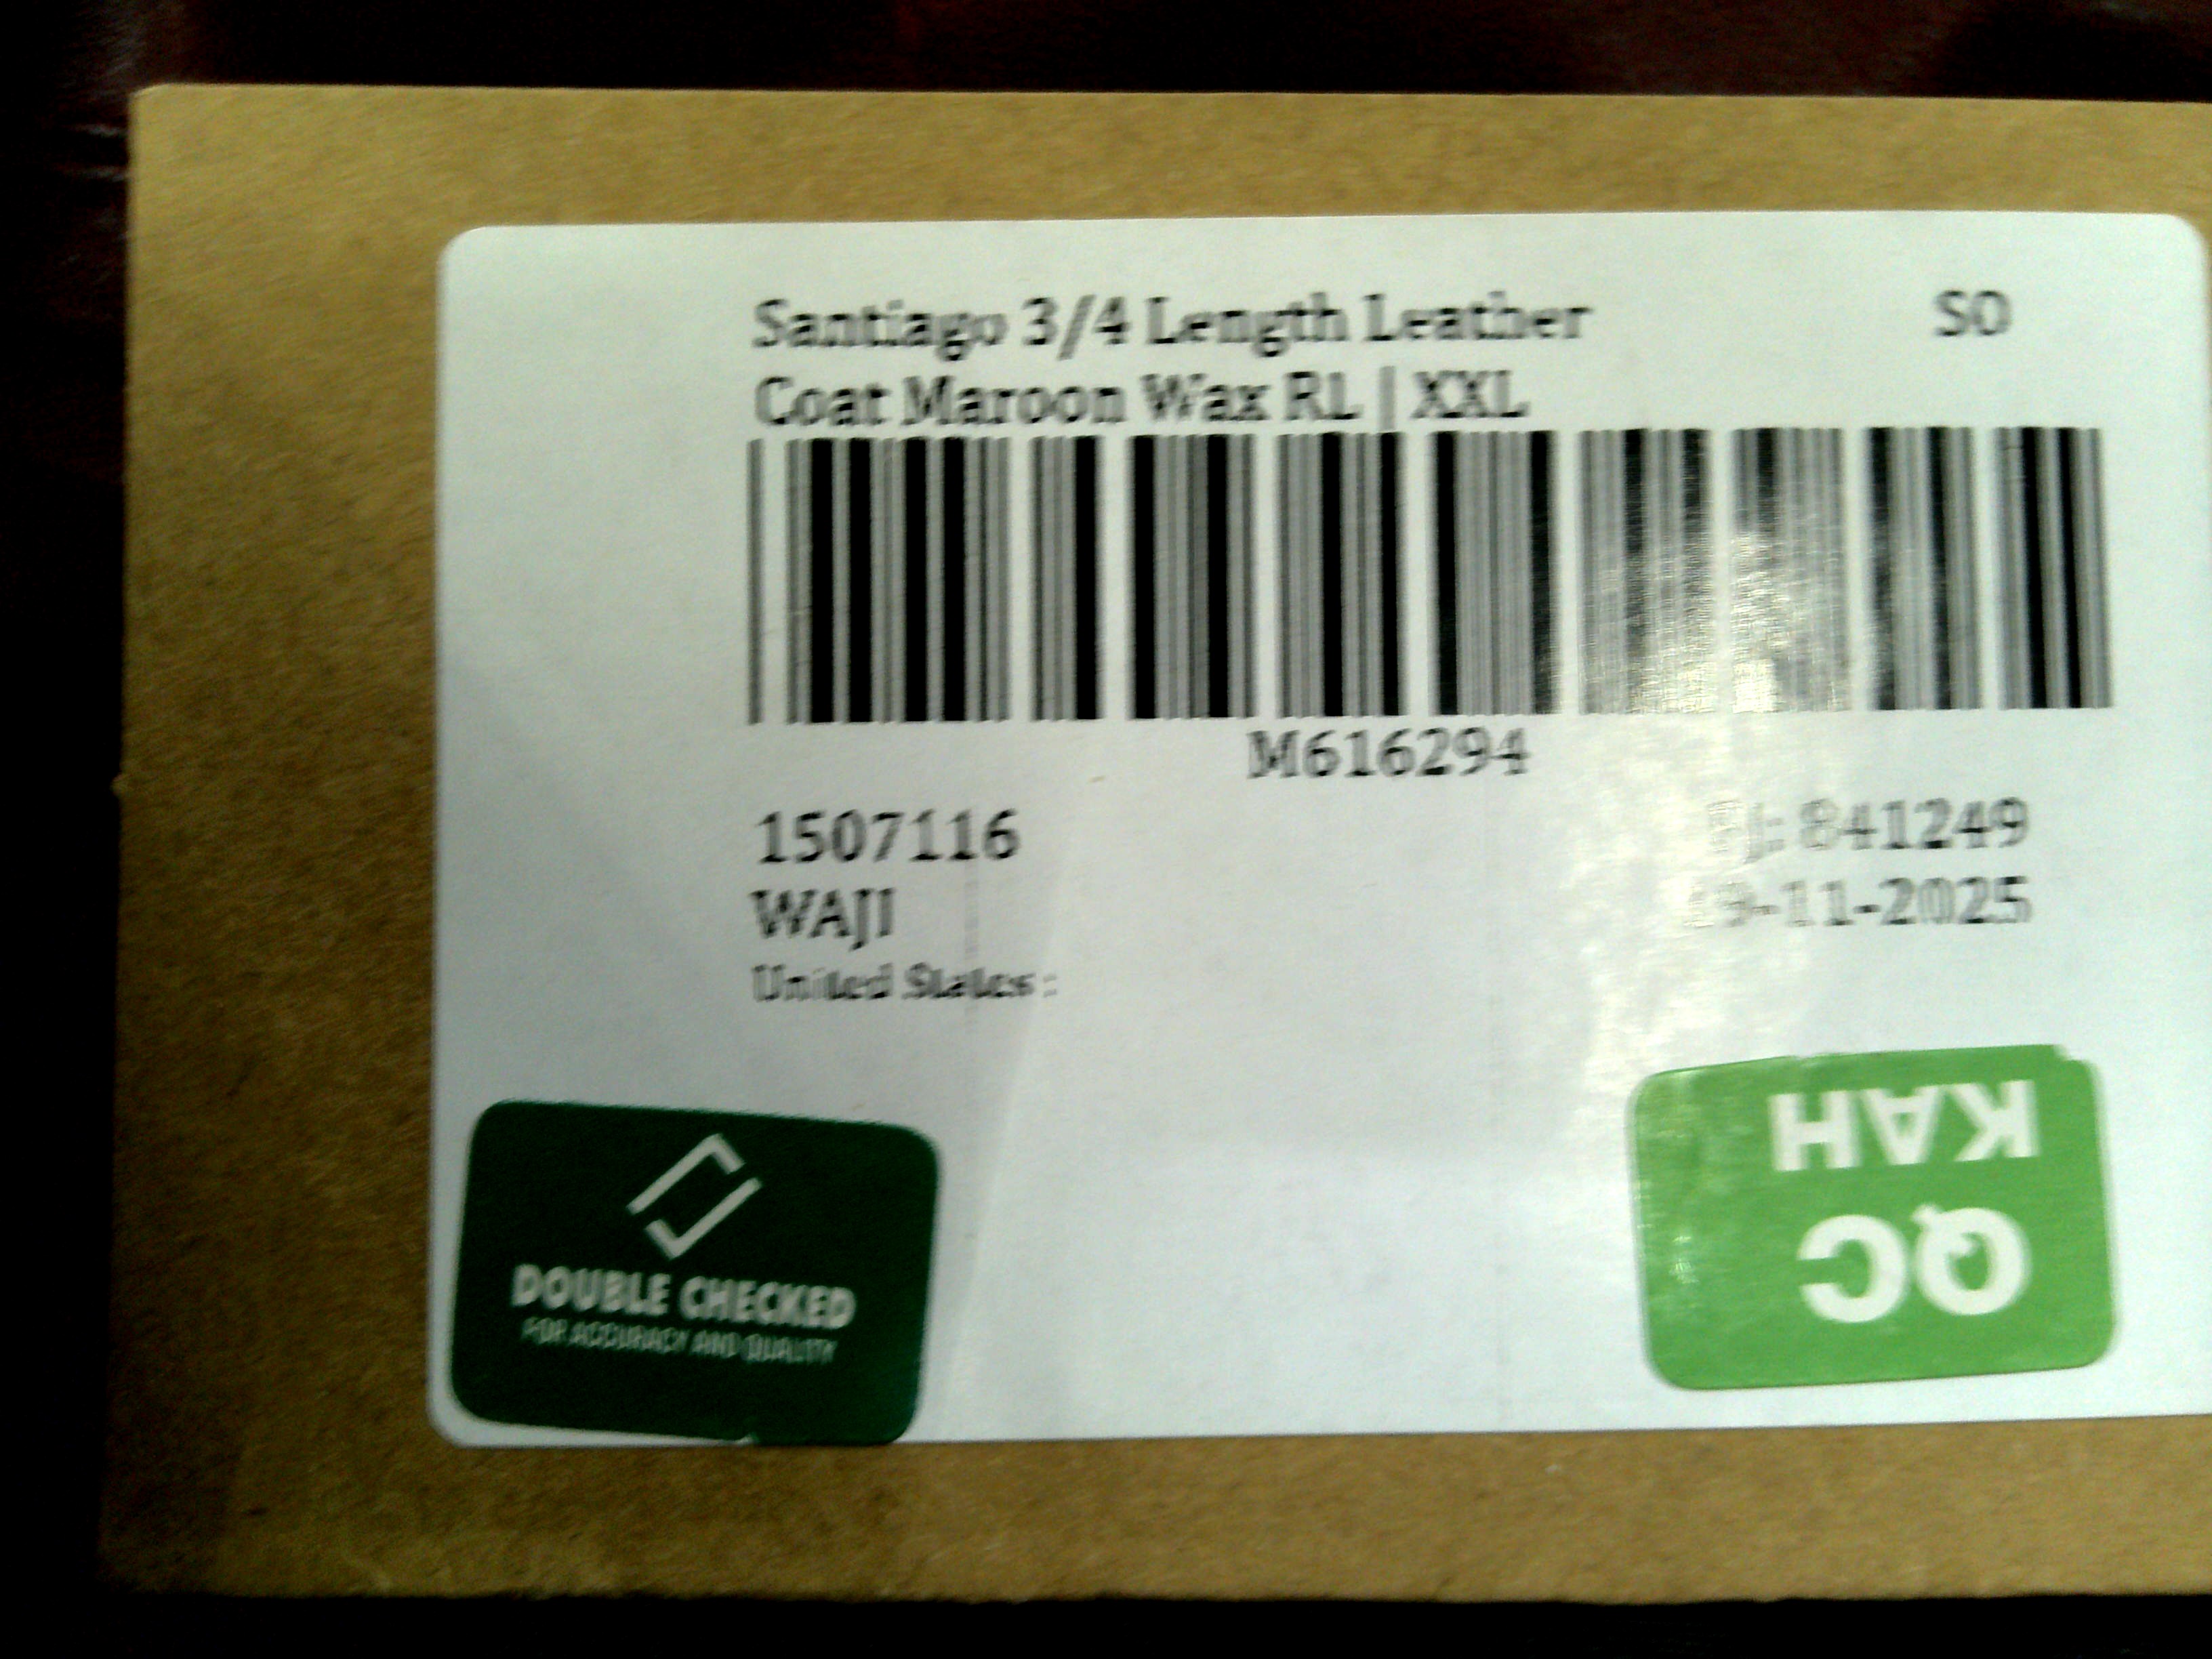 Santiago 3/4 Length Leather SO
Coat Maroon Wax RL | XXL
M616294
1507116
841249
WAJI
-11-2025
United States :
DOUBLE CHECKED
FOR ACCURACY AND QUALITY
QC
KAH